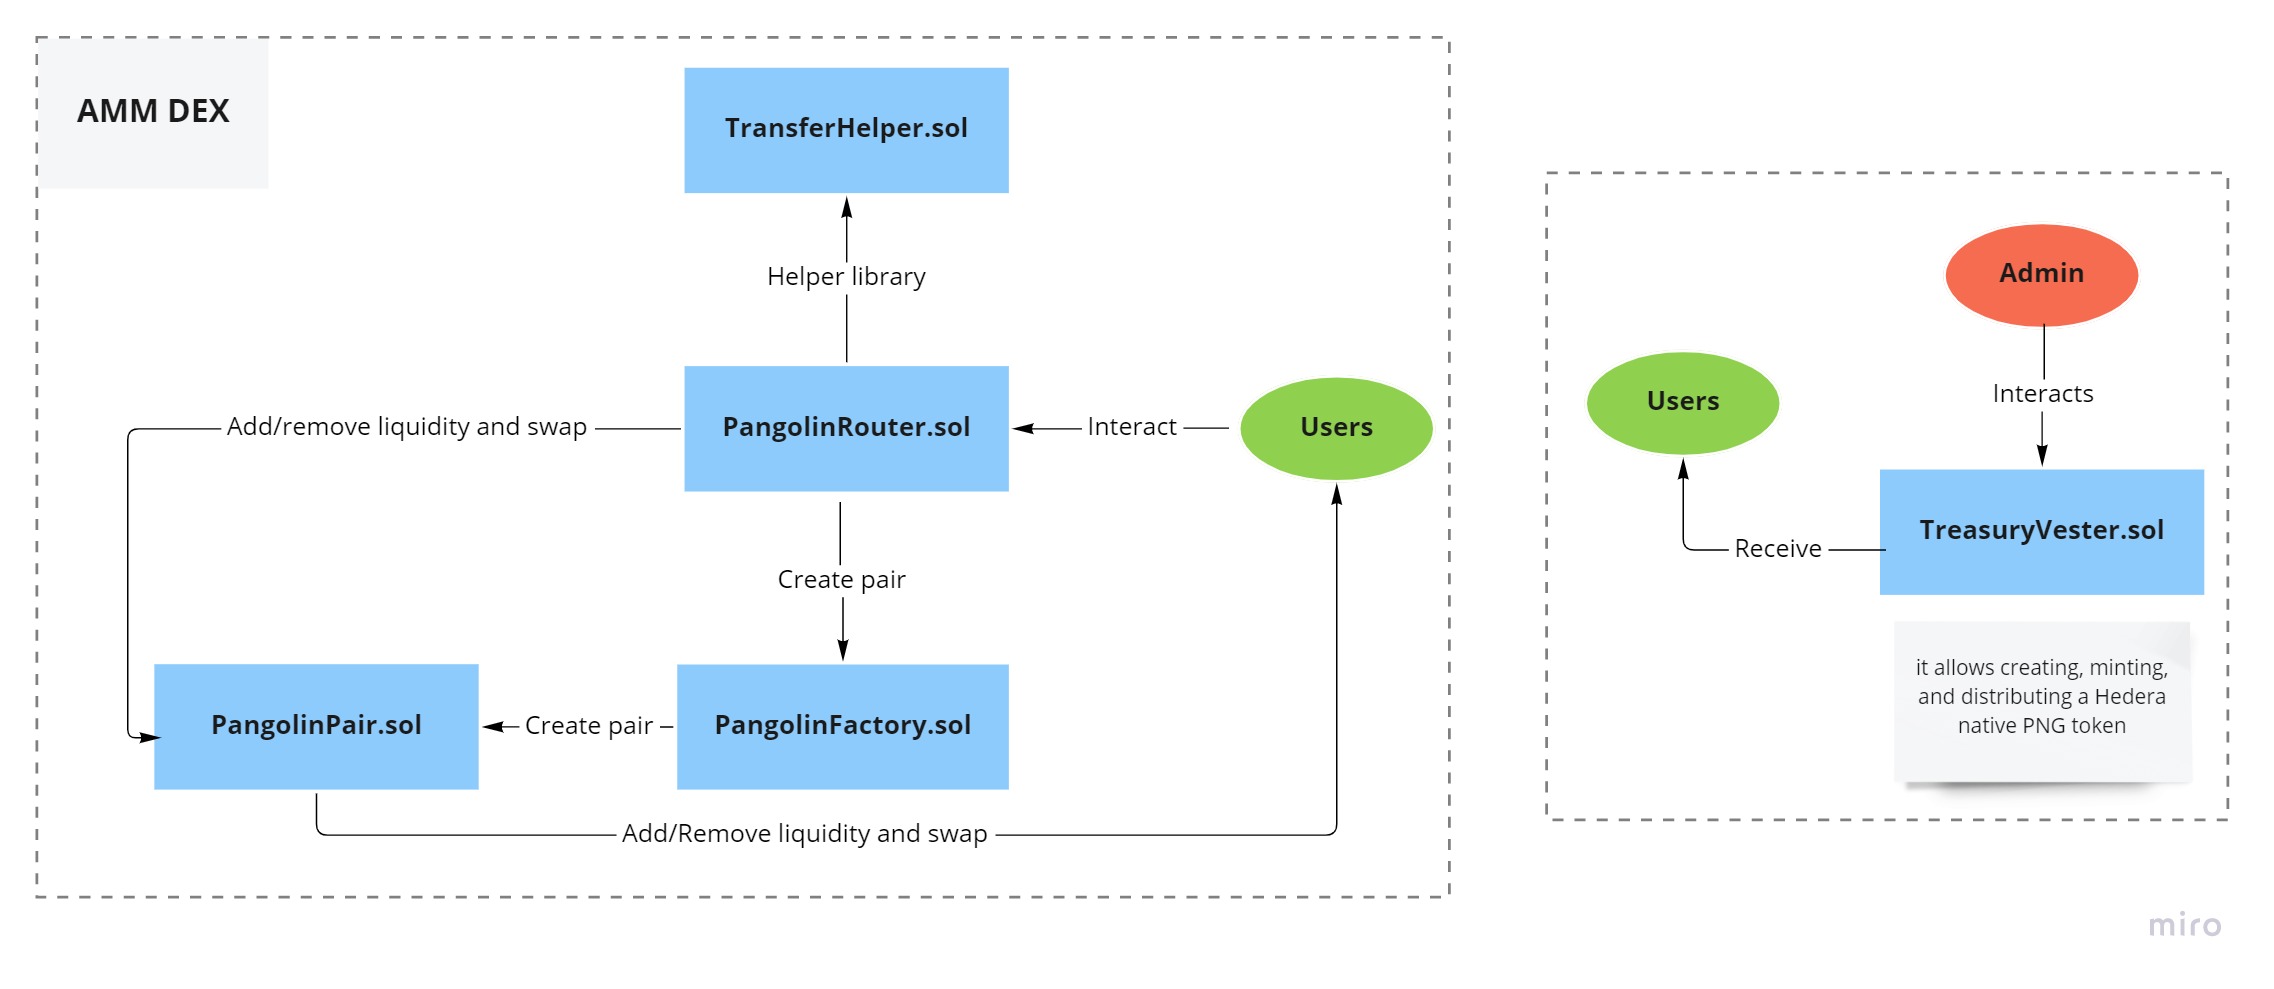 AMM DEX
TransferHelper.sol
Helper library
Add/remove liquidity and swap
PangolinRouter.sol
Interact
Users
Create pair
PangolinPair.sol
Create pair
PangolinFactory.sol
Add/Remove liquidity and swap
Admin
Interacts
Users
Receive
TreasuryVester.sol
it allows creating, minting,
and distributing a Hedera
native PNG token
miro